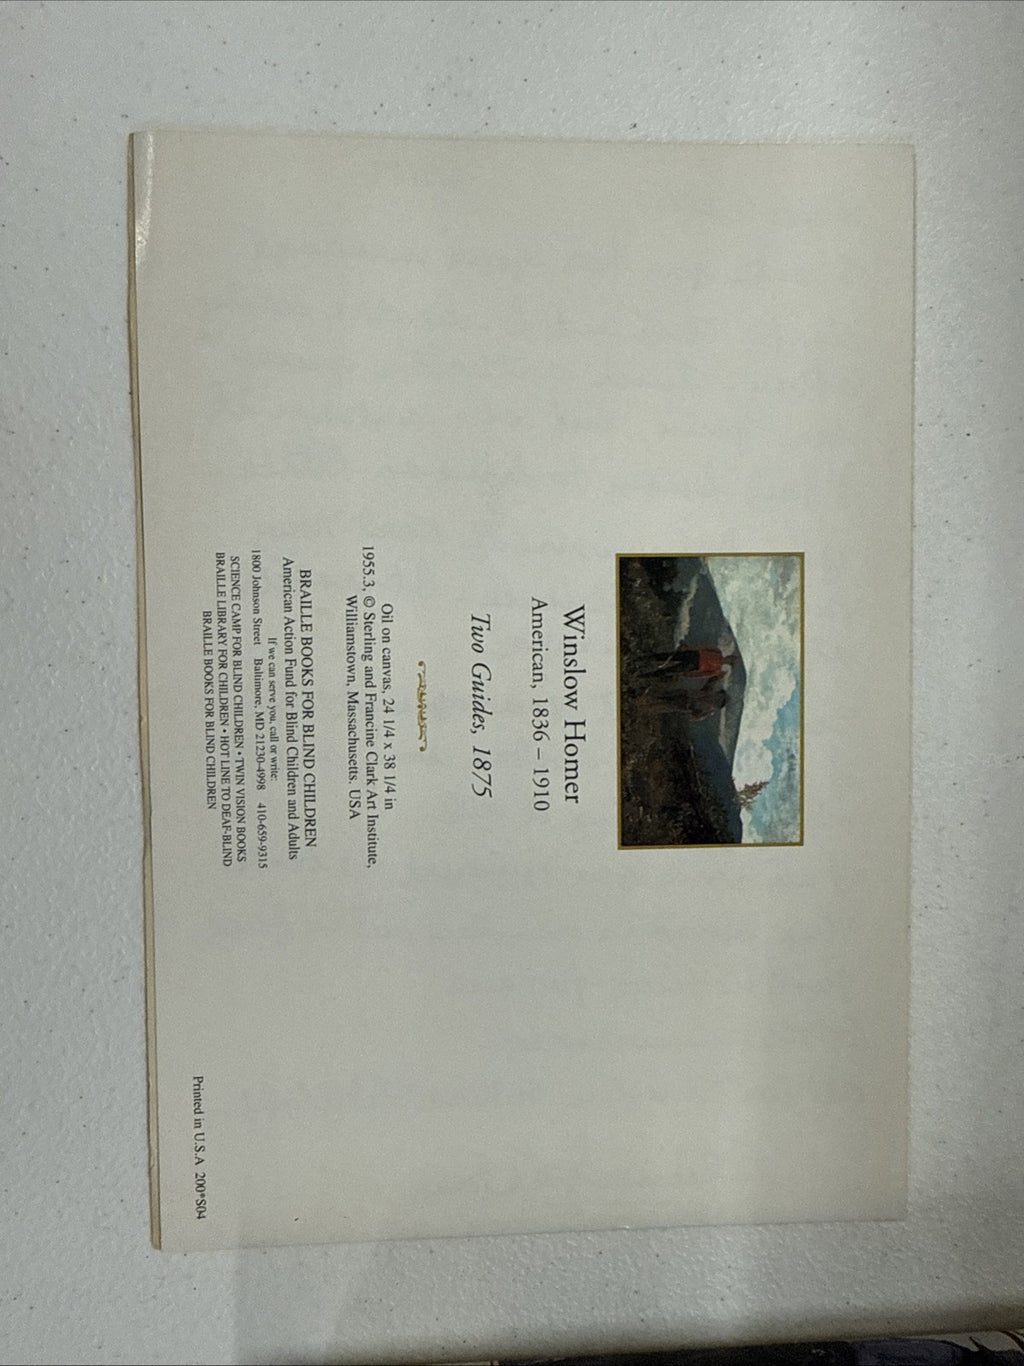 Winslow Homer
American, 1836 – 1910
Two Guides, 1875
Oil on canvas, 24 1/4 x 38 1/4 in
1955.3, © Sterling and Francine Clark Art Institute,
Williamstown, Massachusetts. USA
BRAILLE BOOKS FOR BLIND CHILDREN
American Action Fund for Blind Children and Adults
If we can serve you, call or write:
1800 Johnson Street Baltimore, MD 21230-4998 410-659-9315
SCIENCE CAMP FOR BLIND CHILDREN • TWIN VISION BOOKS
BRAILLE LIBRARY FOR CHILDREN • HOT LINE TO DEAF-BLIND
BRAILLE BOOKS FOR BLIND CHILDREN
Printed in U.S.A 200*S04